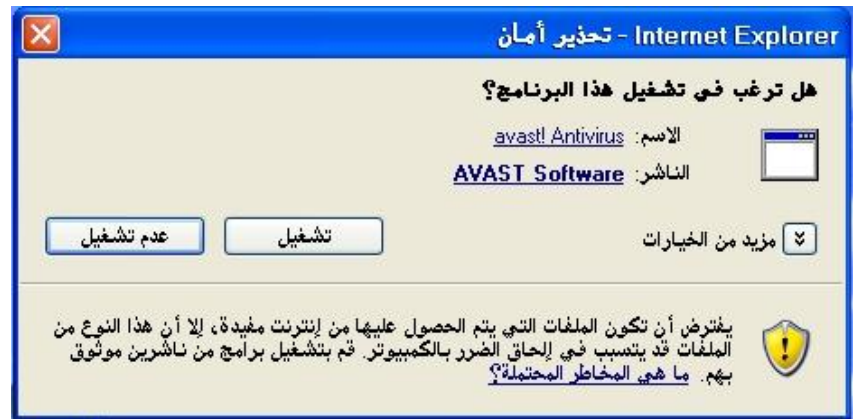 Internet Explorer - تحذير أمان
هل ترغب في تشغيل هذا البرنامج؟
الاسم: avast! Antivirus
الناشر: AVAST Software
مزيد من الخيارات
تشغيل
عدم تشغيل
يفترض أن تكون الملفات التي يتم الحصول عليها من إنترنت مفيدة، إلا أن هذا النوع من
الملفات قد يتسبب في إلحاق الضرر بالكمبيوتر. قم بتشغيل برامج من ناشرين موثوق
بهم. ما هي المخاطر المحتملة؟